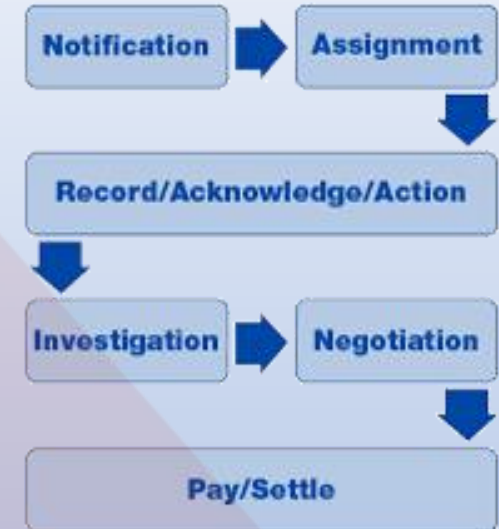 Notification
Assignment
Record/Acknowledge/Action
Investigation
Negotiation
Pay/Settle